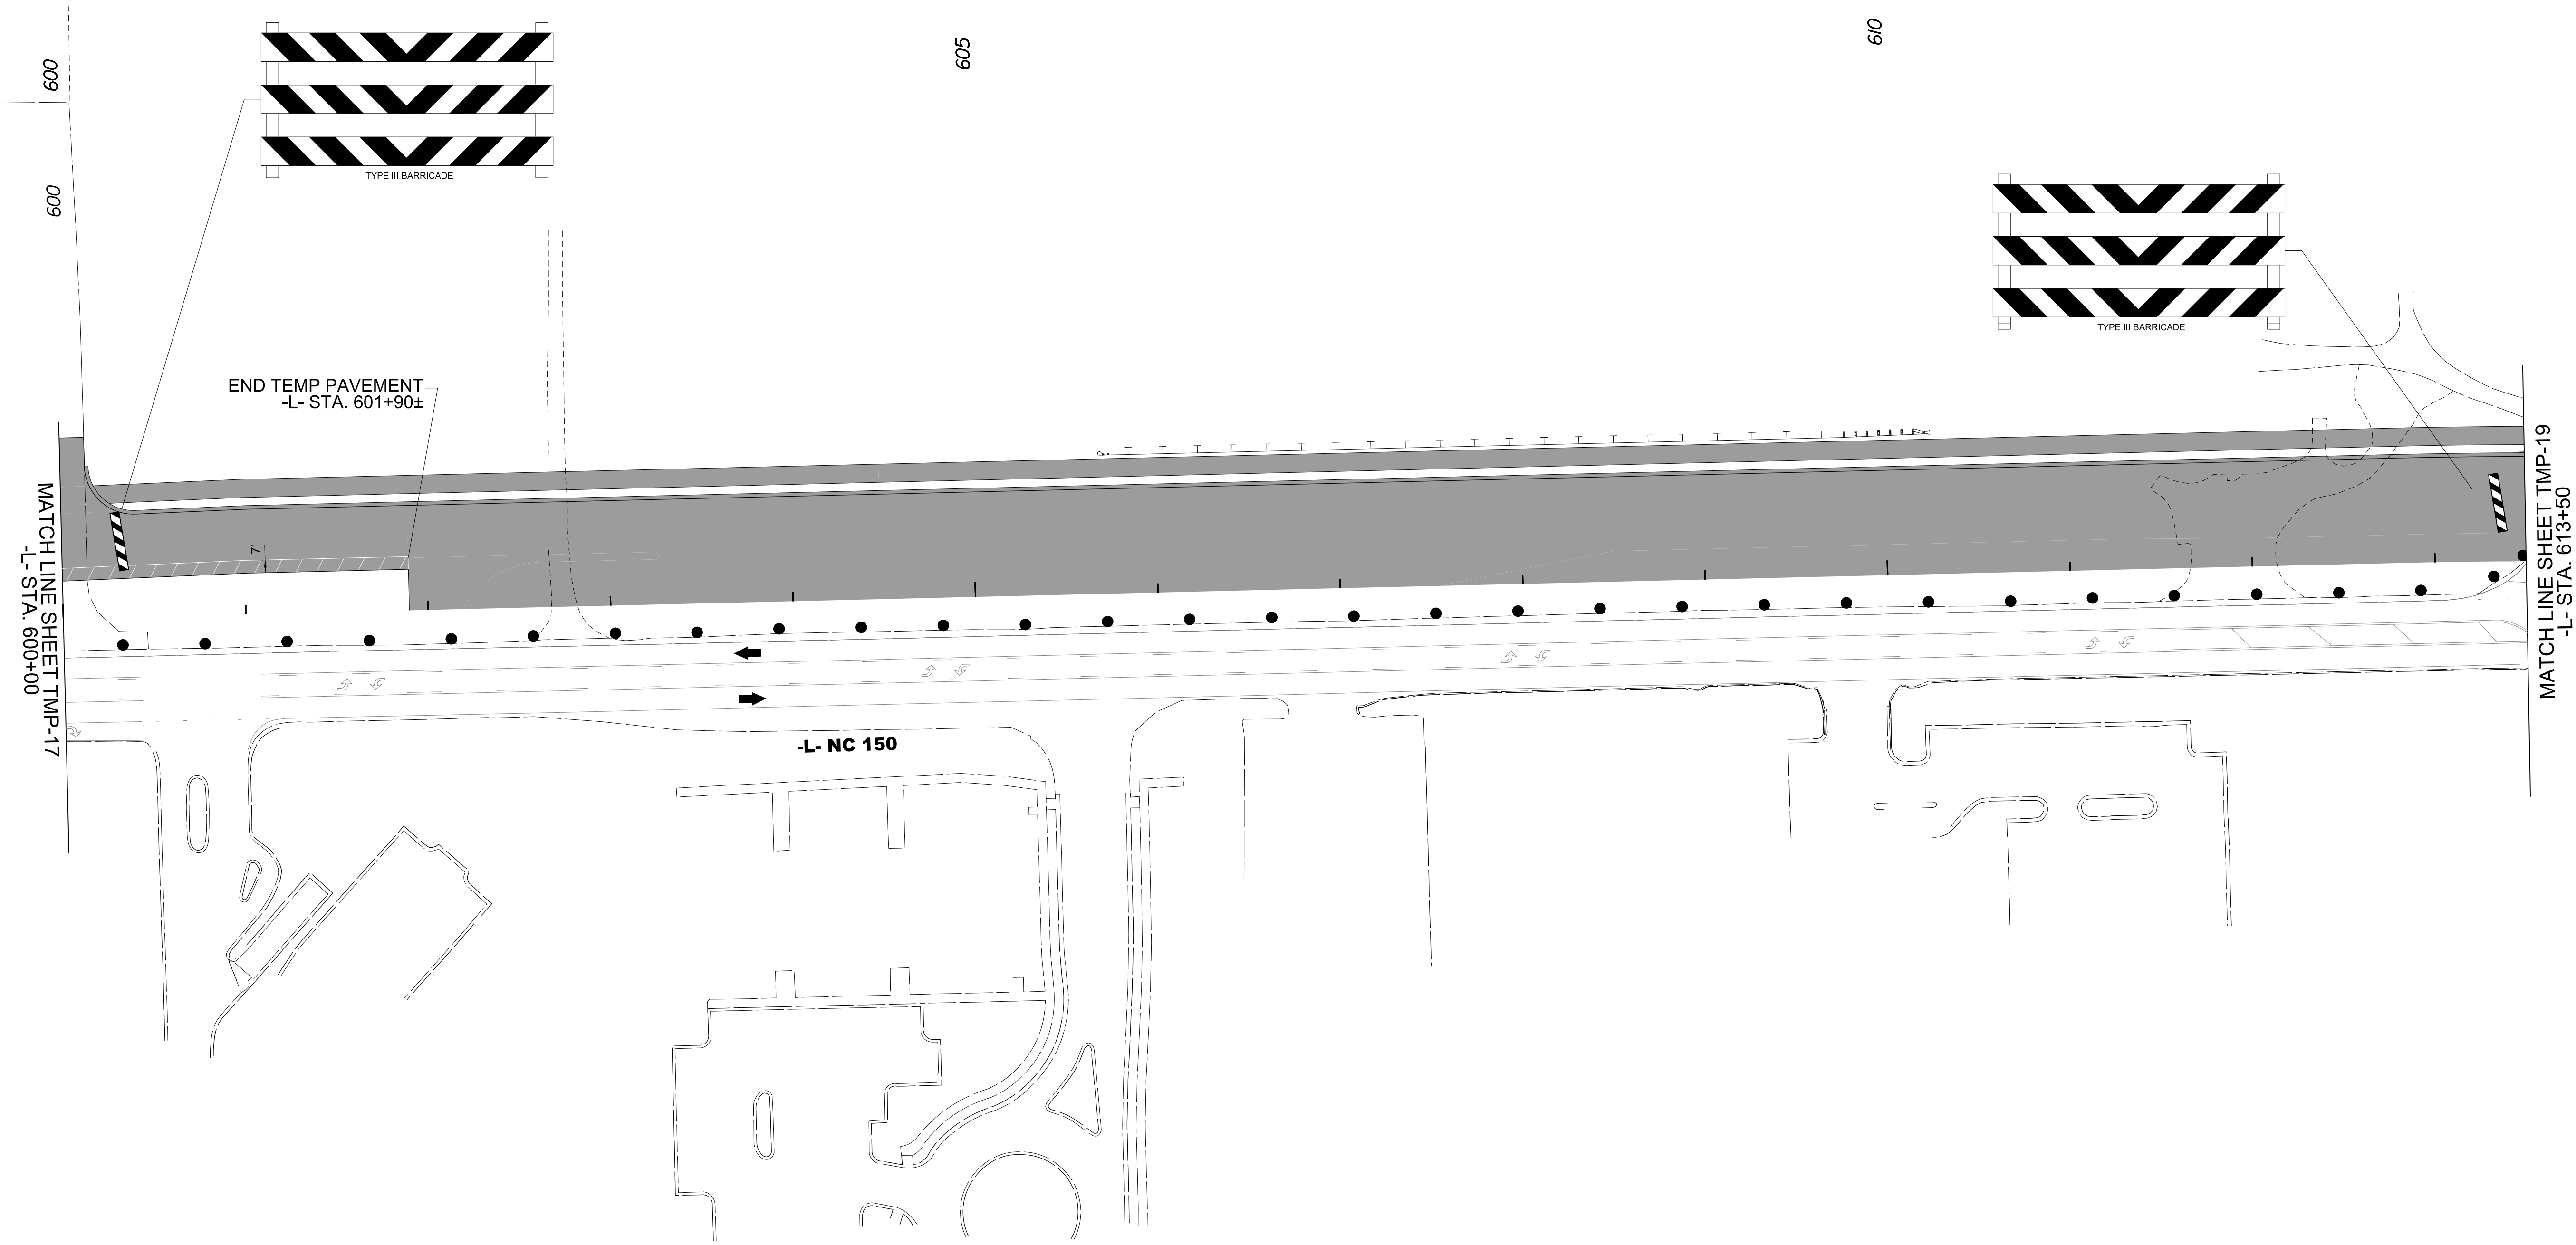 600
605
610
600
TYPE III BARRICADE
TYPE III BARRICADE
END TEMP PAVEMENT
-L- STA. 601+90±
7'
MATCH LINE SHEET TMP-17
-L- STA. 600+00
MATCH LINE SHEET TMP-19
-L- STA. 613+50
-L- NC 150